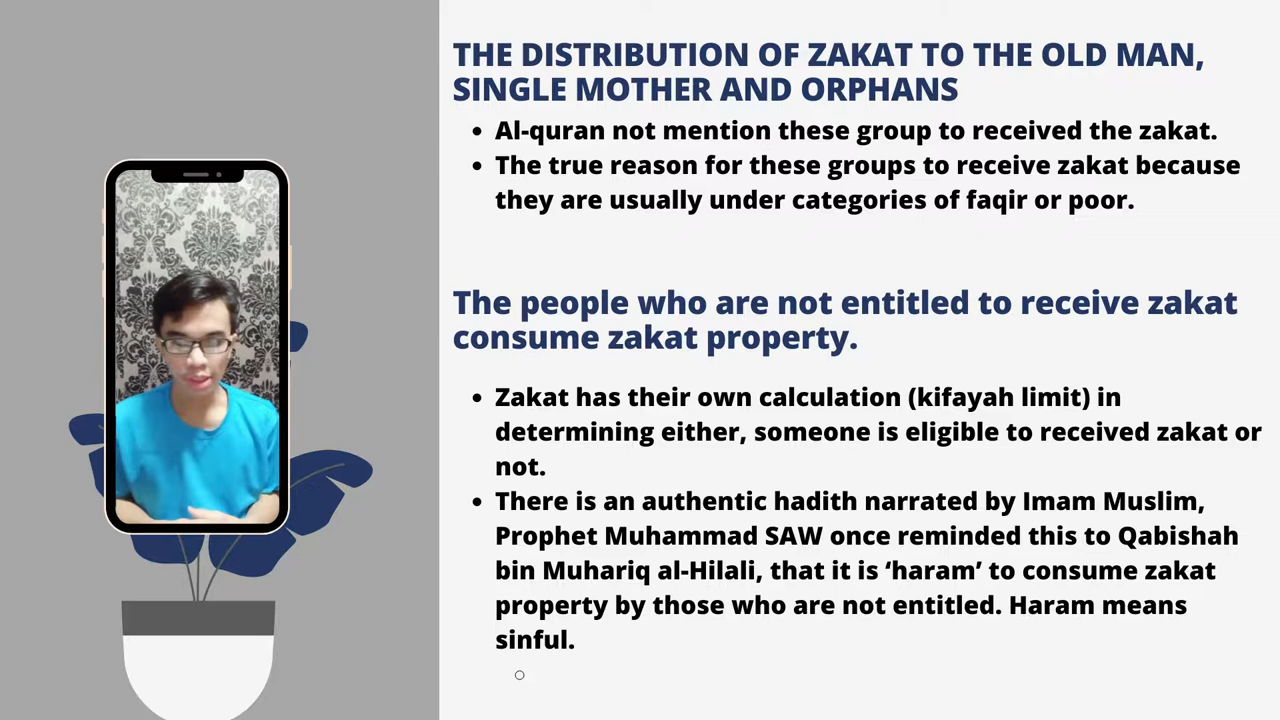 THE DISTRIBUTION OF ZAKAT TO THE OLD MAN,
SINGLE MOTHER AND ORPHANS
• Al-quran not mention these group to received the zakat.
• The true reason for these groups to receive zakat because
they are usually under categories of faqir or poor.
The people who are not entitled to receive zakat
consume zakat property.
• Zakat has their own calculation (kifayah limit) in
determining either, someone is eligible to received zakat or
not.
• There is an authentic hadith narrated by Imam Muslim,
Prophet Muhammad SAW once reminded this to Qabishah
bin Muhariq al-Hilali, that it is ‘haram’ to consume zakat
property by those who are not entitled. Haram means
sinful.